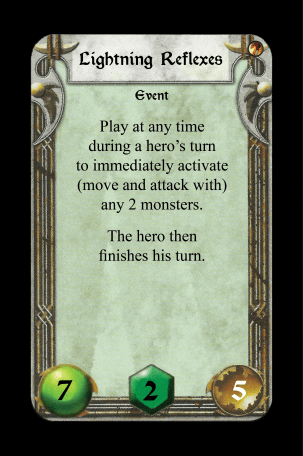 Lightning Reflexes
Event
Play at any time
during a hero's turn
to immediately activate
(move and attack with)
any 2 monsters.
The hero then
finishes his turn.
7
2
5